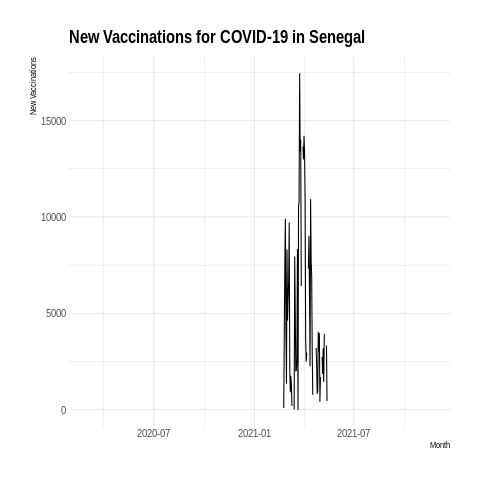 New Vaccinations for COVID-19 in Senegal
New Vaccinations
15000
10000
5000
0
2020-07 2021-01 2021-07
Month